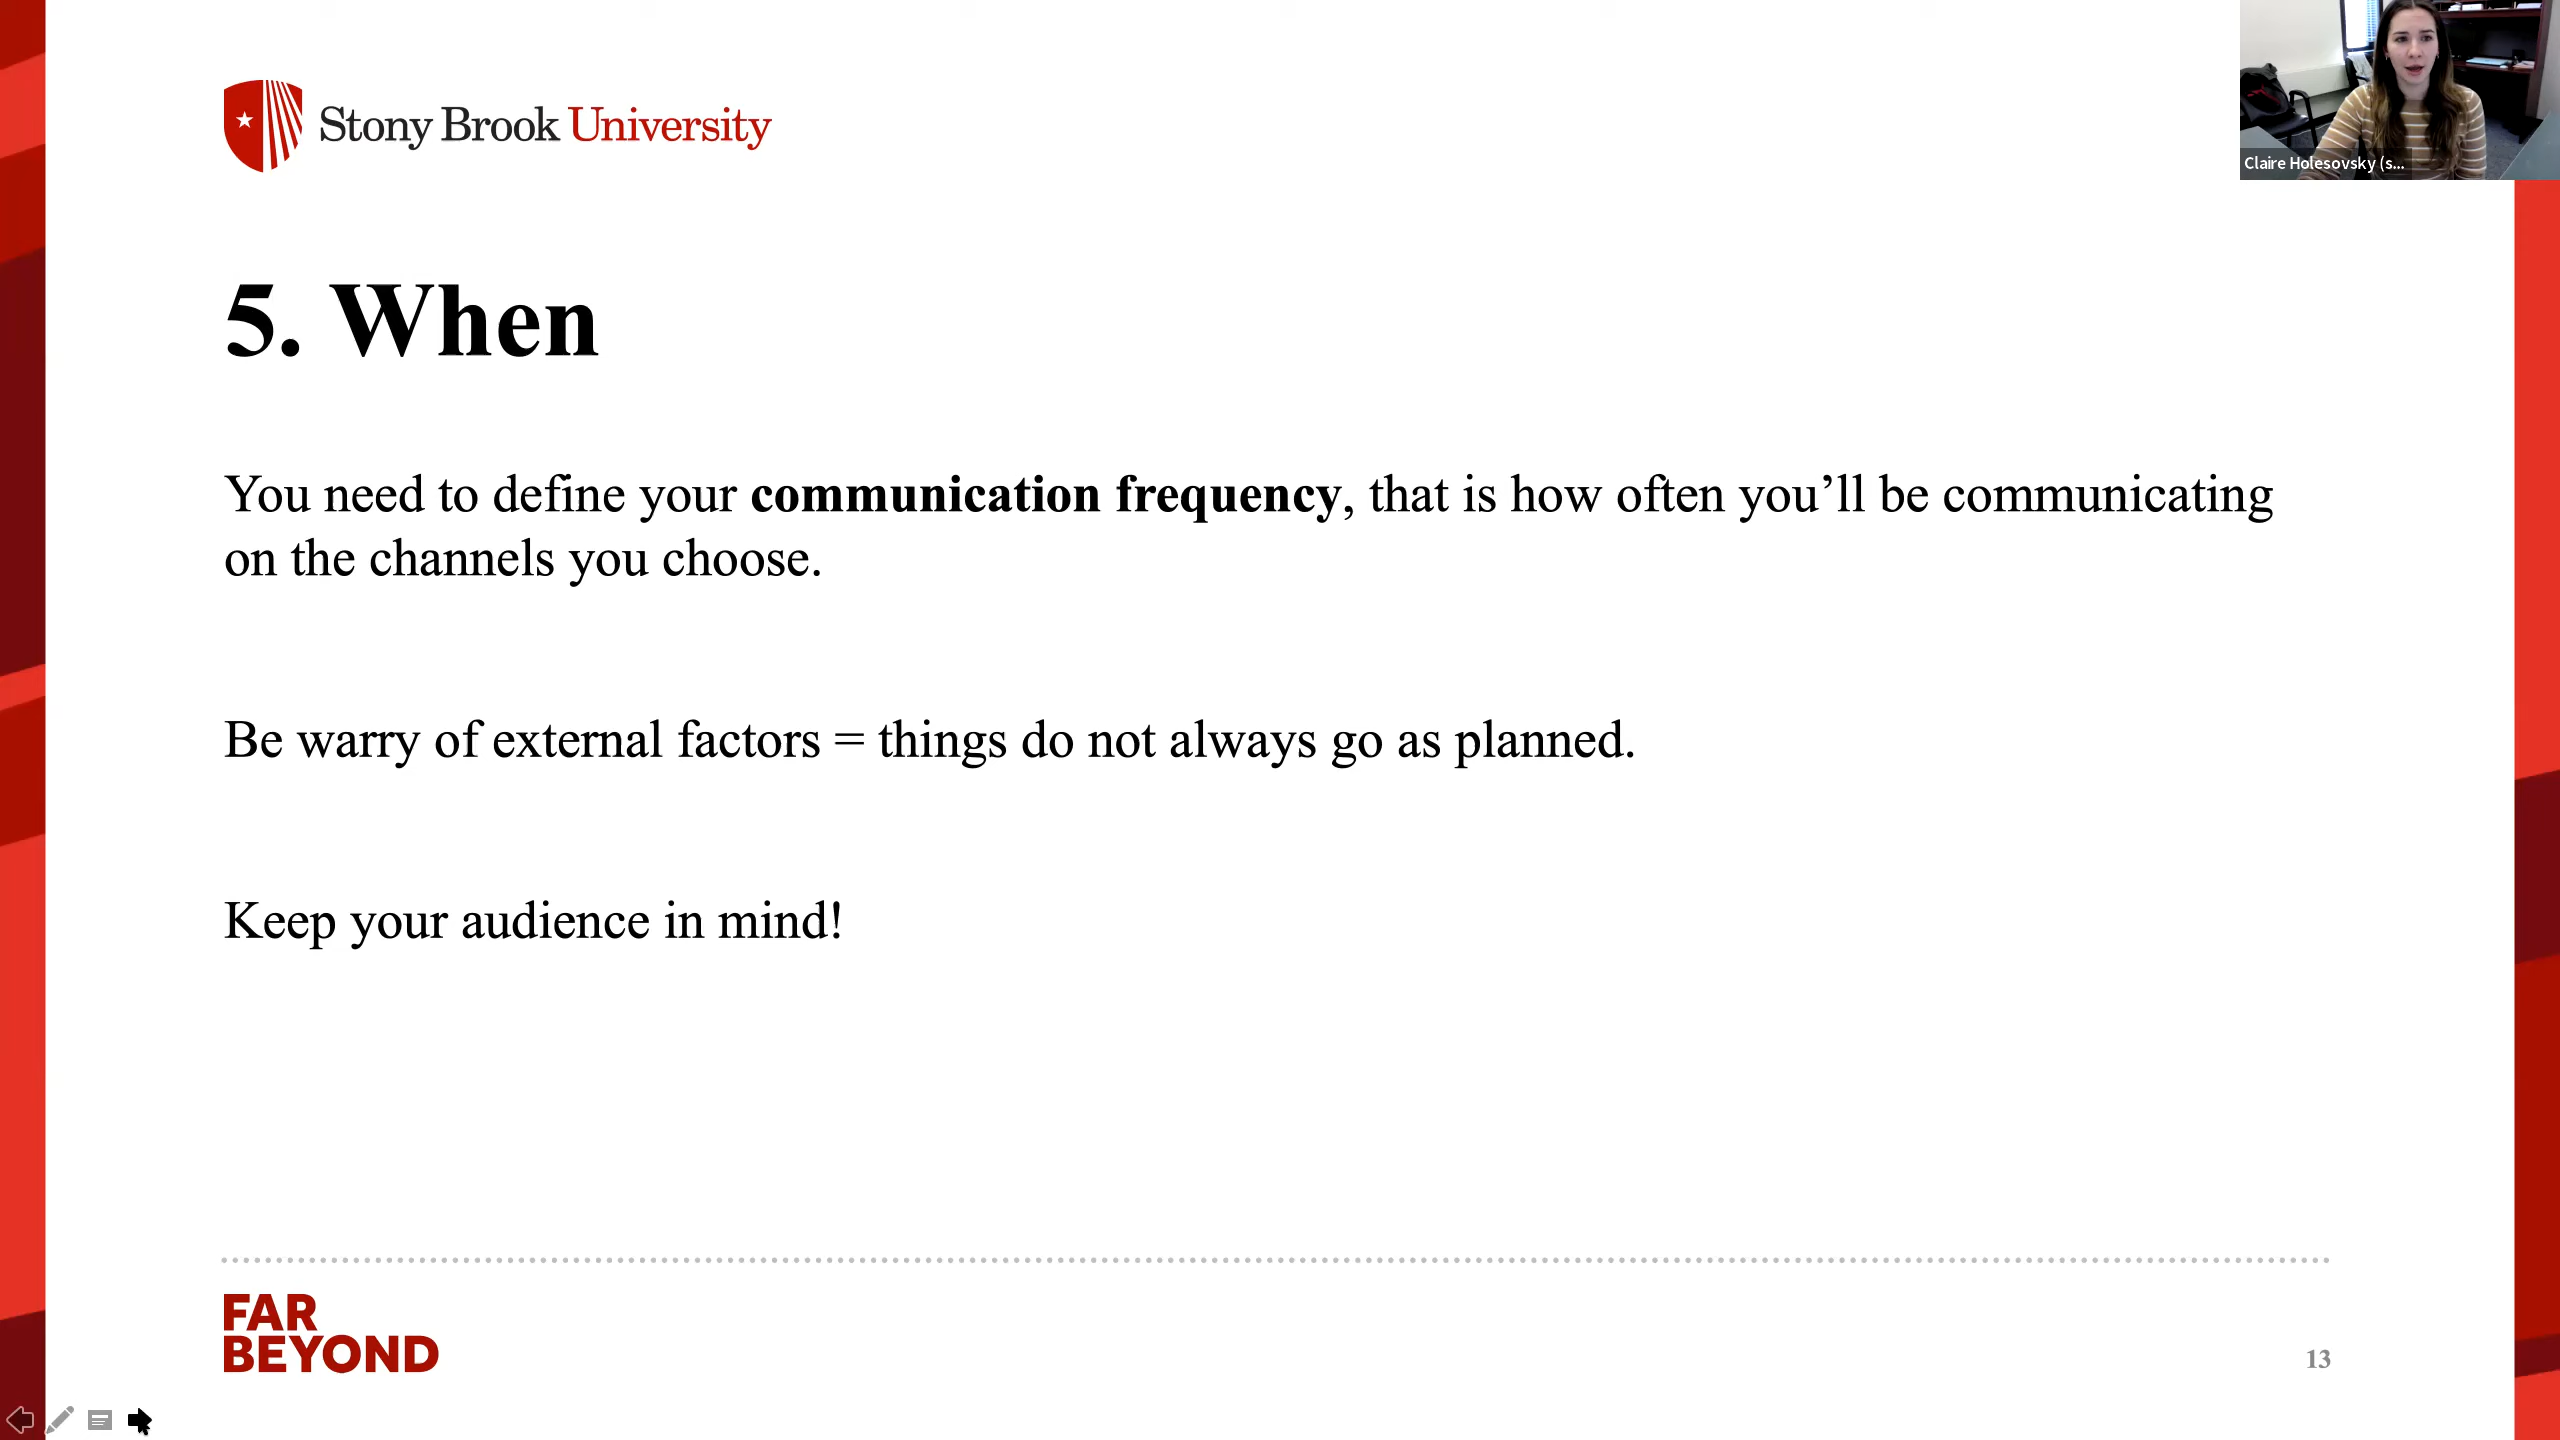 Stony Brook University
Claire Holesovsky (s...
5. When
You need to define your communication frequency, that is how often you’ll be communicating
on the channels you choose.
Be warry of external factors = things do not always go as planned.
Keep your audience in mind!
FAR
BEYOND
13